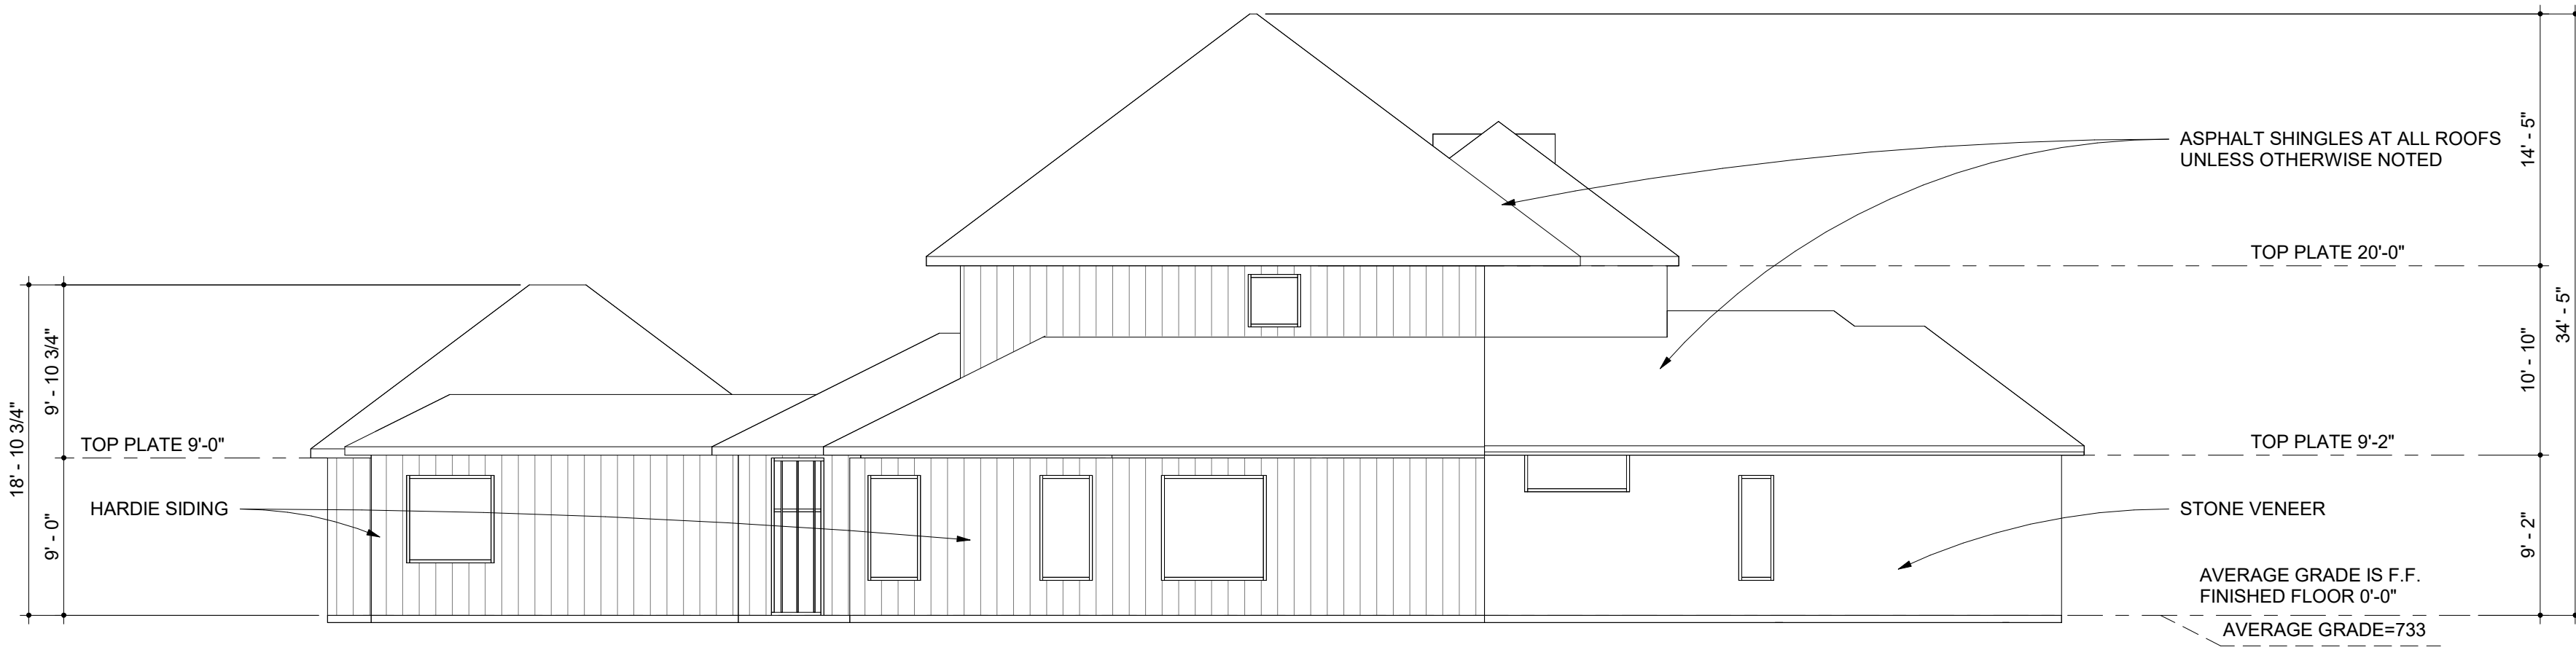 ASPHALT SHINGLES AT ALL ROOFS
UNLESS OTHERWISE NOTED
14' - 5"
TOP PLATE 20'-0"
34' - 5"
10' - 10"
9' - 10 3/4"
18' - 10 3/4"
TOP PLATE 9'-0"
TOP PLATE 9'-2"
HARDIE SIDING
STONE VENEER
9' - 0"
9' - 2"
AVERAGE GRADE IS F.F.
FINISHED FLOOR 0'-0"
AVERAGE GRADE=733